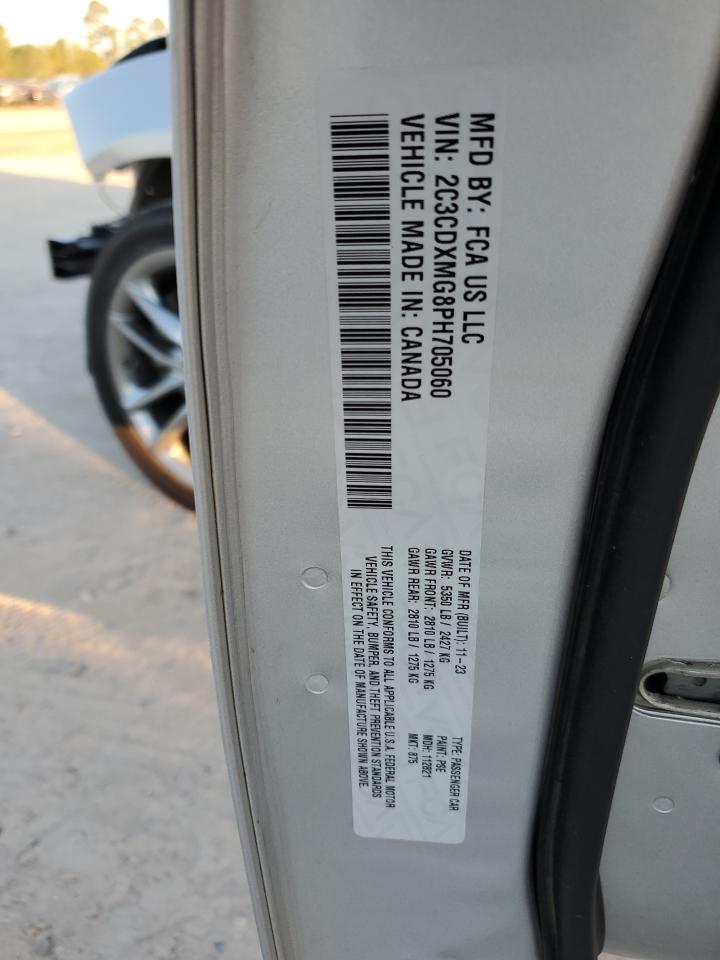 MFD BY: FCA US LLC
VIN: 2C3CDXMG8PH705060
VEHICLE MADE IN: CANADA
DATE OF MFR (BUILT): 11-23
GVWR: 5350 LB / 2427 KG
GAWR FRONT: 2810 LB / 1275 KG
GAWR REAR: 2810 LB / 1275 KG
TYPE: PASSENGER CAR
PAINT: PSE
MDH: 112821
MKT: 875
THIS VEHICLE CONFORMS TO ALL APPLICABLE U.S.A. FEDERAL MOTOR
VEHICLE SAFETY, BUMPER, AND THEFT PREVENTION STANDARDS
IN EFFECT ON THE DATE OF MANUFACTURE SHOWN ABOVE.